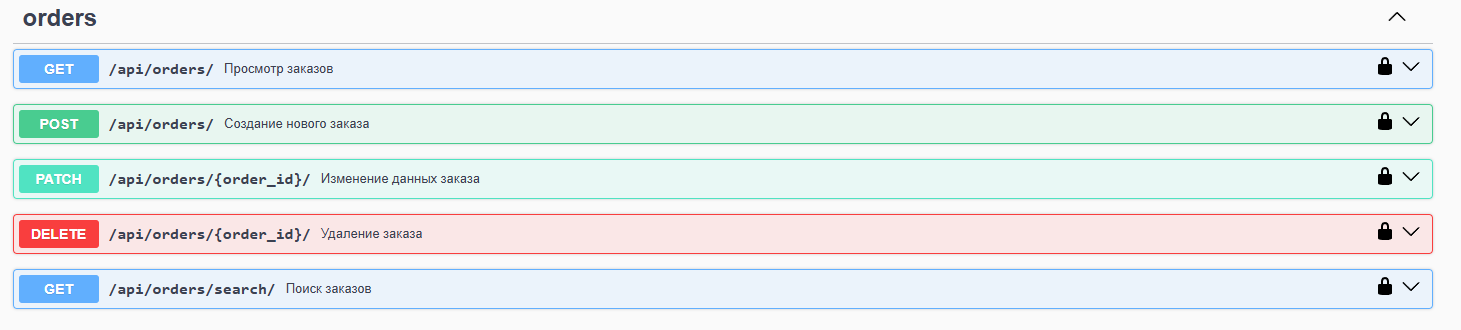 orders
GET /api/orders/ Просмотр заказов
POST /api/orders/ Создание нового заказа
PATCH /api/orders/{order_id}/ Изменение данных заказа
DELETE /api/orders/{order_id}/ Удаление заказа
GET /api/orders/search/ Поиск заказов